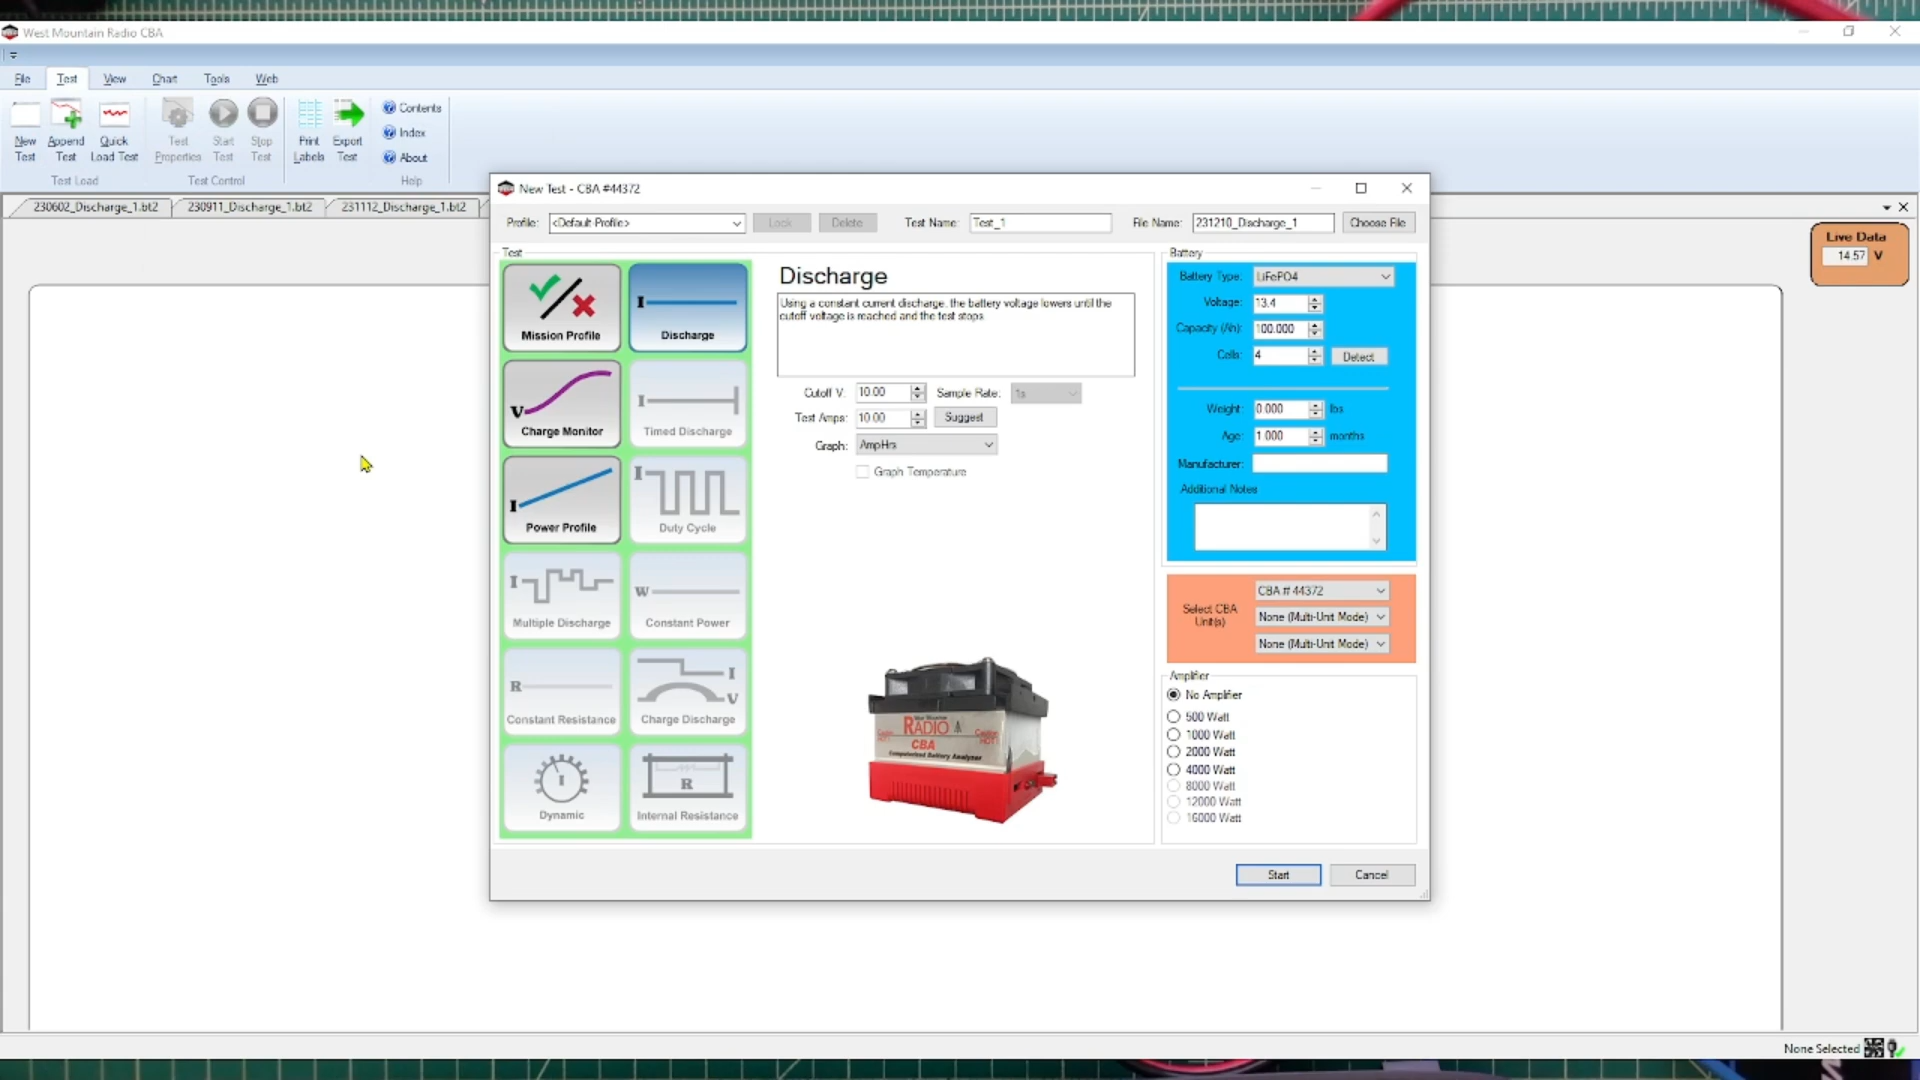 West Mountain Radio CBA
File Test View Chart Tools Web
New Test
Append Test
Quick Load Test
Test Properties
Start Test
Stop Test
Print Labels
Export Test
Contents
Index
About
Test Load
Test Control
Help
230602_Discharge_1.bt2
230911_Discharge_1.bt2
231112_Discharge_1.bt2
Live Data
14.57 V
New Test - CBA #44372
Profile: <Default Profile> Lock Delete Test Name: Test_1 File Name: 231210_Discharge_1 Choose File
Test
Mission Profile
Discharge
V
Charge Monitor
I
Timed Discharge
I
Power Profile
I
Duty Cycle
I
Multiple Discharge
W
Constant Power
R
Constant Resistance
I
V
Charge Discharge
I
Dynamic
R
Internal Resistance
I
Discharge
Using a constant current discharge, the battery voltage lowers until the
cutoff voltage is reached and the test stops
Cutoff V: 10.00 Sample Rate: 1s
Test Amps: 10.00 Suggest
Graph: AmpHrs
Graph Temperature
West Mountain
RADIO
CBA
Computerized Battery Analyzer
Battery
Battery Type: LiFePO4
Voltage: 13.4
Capacity (Ah): 100.000
Cells: 4 Detect
Weight: 0.000 lbs
Age: 1.000 months
Manufacturer:
Additional Notes
Select CBA Unit(s)
CBA # 44372
None (Multi-Unit Mode)
None (Multi-Unit Mode)
Amplifier
No Amplifier
500 Watt
1000 Watt
2000 Watt
4000 Watt
8000 Watt
12000 Watt
16000 Watt
Start Cancel
None Selected